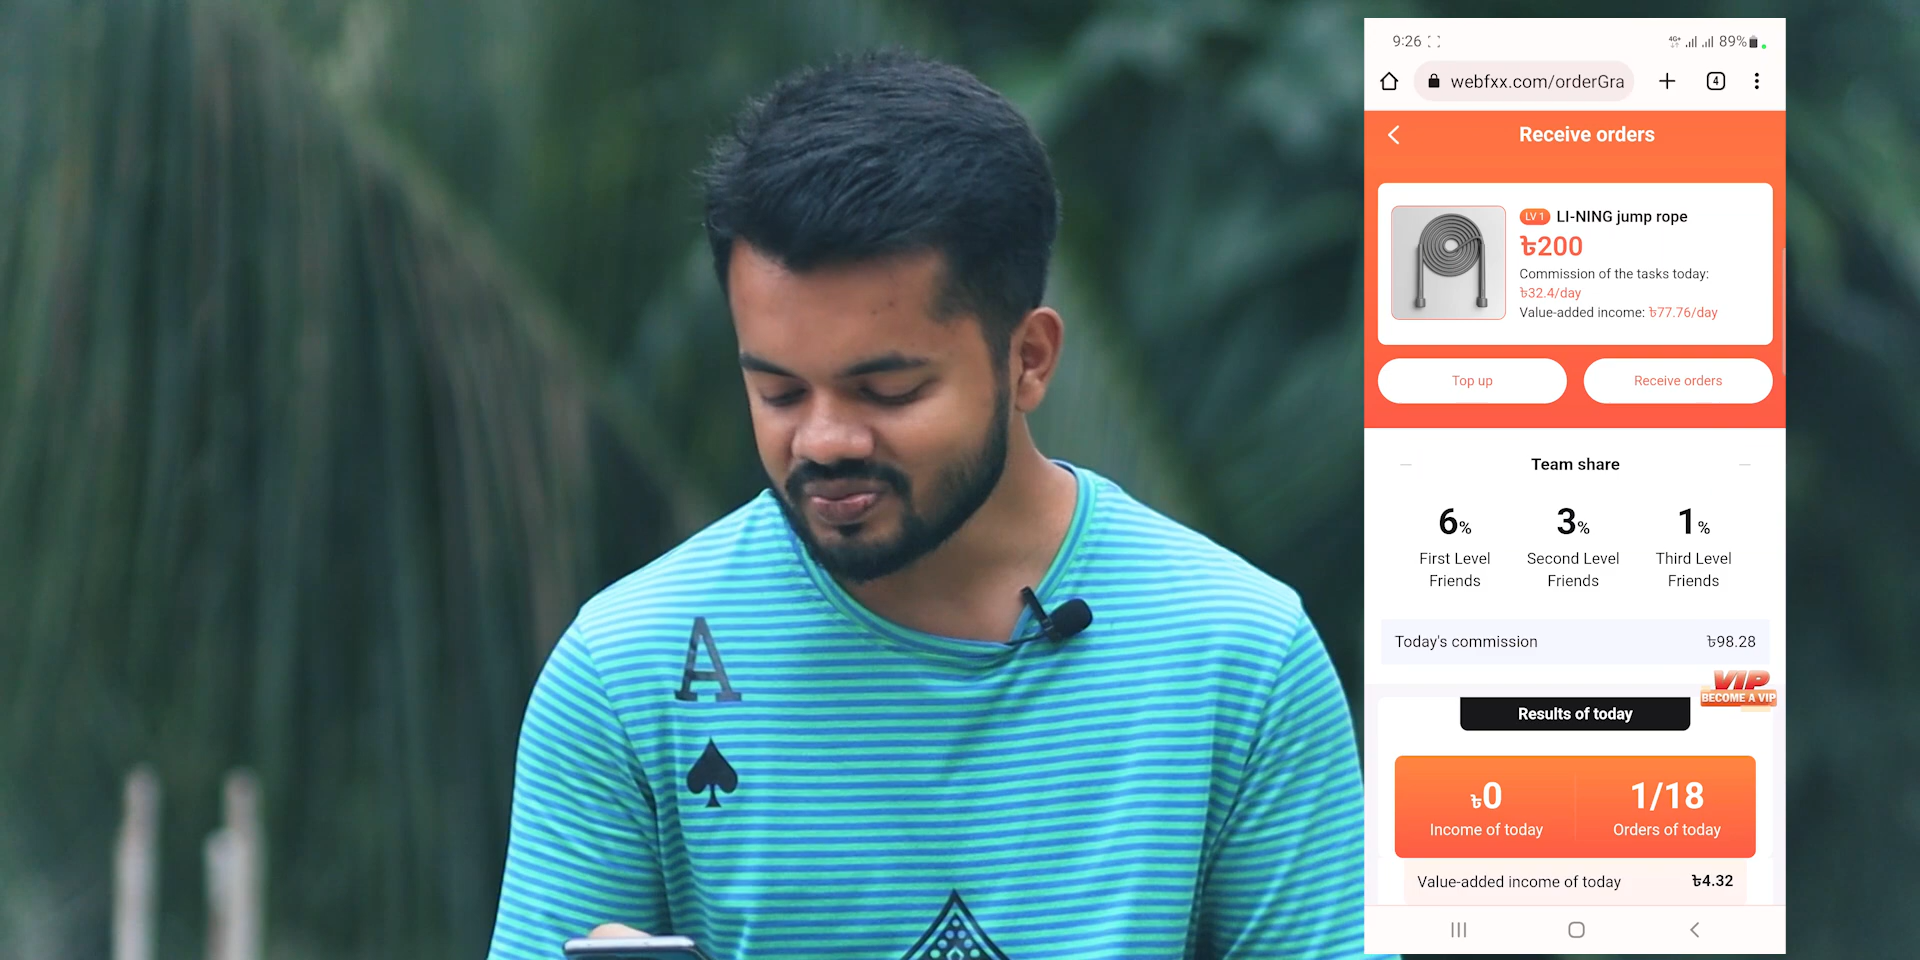 A
9:26
4G+
89%
webfxx.com/orderGra
4
Receive orders
LV 1 LI-NING jump rope
৳200
Commission of the tasks today:
৳32.4/day
Value-added income: ৳77.76/day
Top up
Receive orders
Team share
6%
3%
1%
First Level
Friends
Second Level
Friends
Third Level
Friends
Today's commission
৳98.28
VIP
BECOME A VIP
Results of today
৳0
1/18
Income of today
Orders of today
Value-added income of today
৳4.32